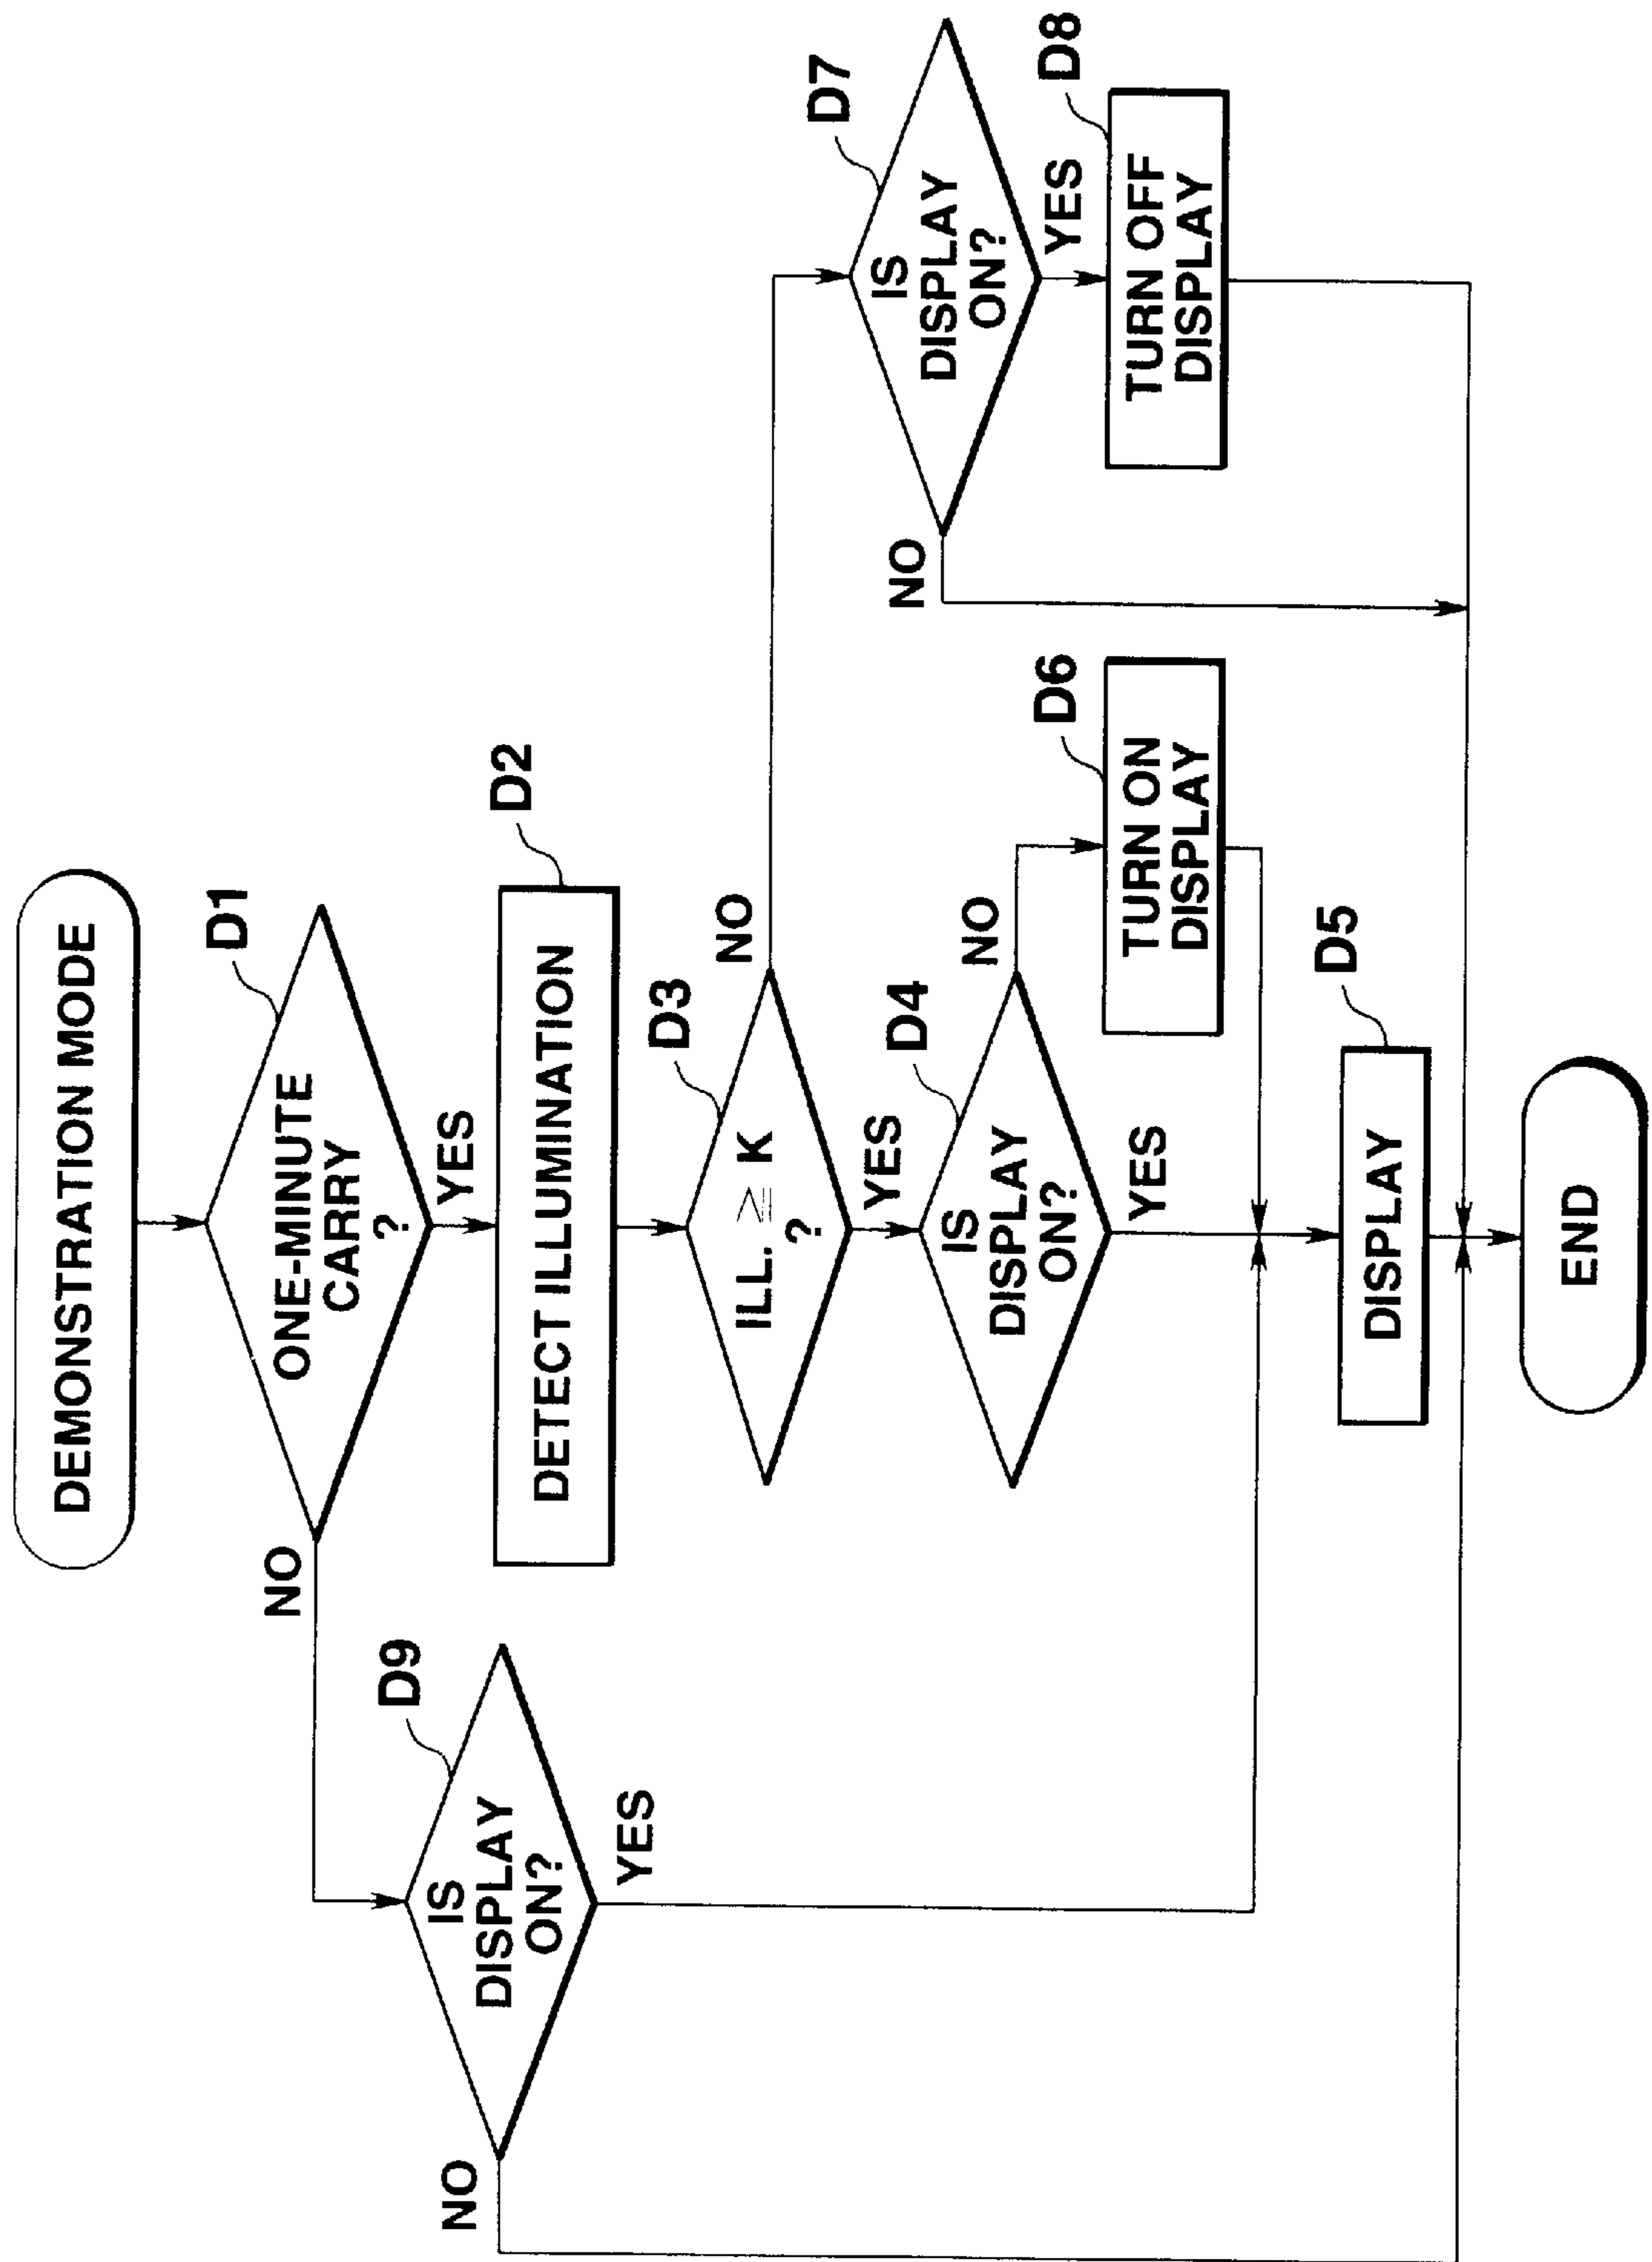 DEMONSTRATION MODE
D1
ONE-MINUTE
CARRY
?
NO
YES
D9
IS
DISPLAY
ON?
NO
YES
D2
DETECT ILLUMINATION
D3
ILL. ≧ K
?
NO
YES
D4
IS
DISPLAY
ON?
NO
YES
D7
IS
DISPLAY
ON?
NO
YES
D6
TURN ON
DISPLAY
D8
TURN OFF
DISPLAY
D5
DISPLAY
END